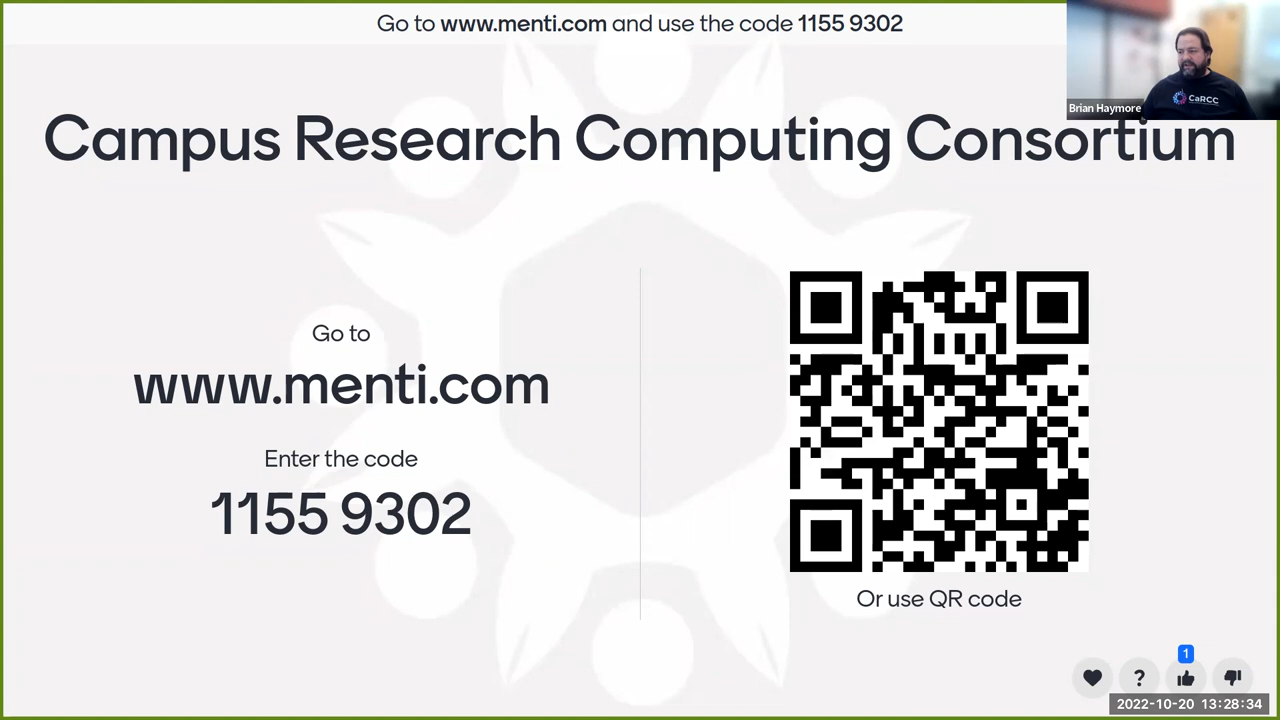 Go to www.menti.com and use the code 1155 9302
Brian Haymore
CaRCC
Campus Research Computing Consortium
Go to
www.menti.com
Enter the code
1155 9302
Or use QR code
1
?
2022-10-20 13:28:34